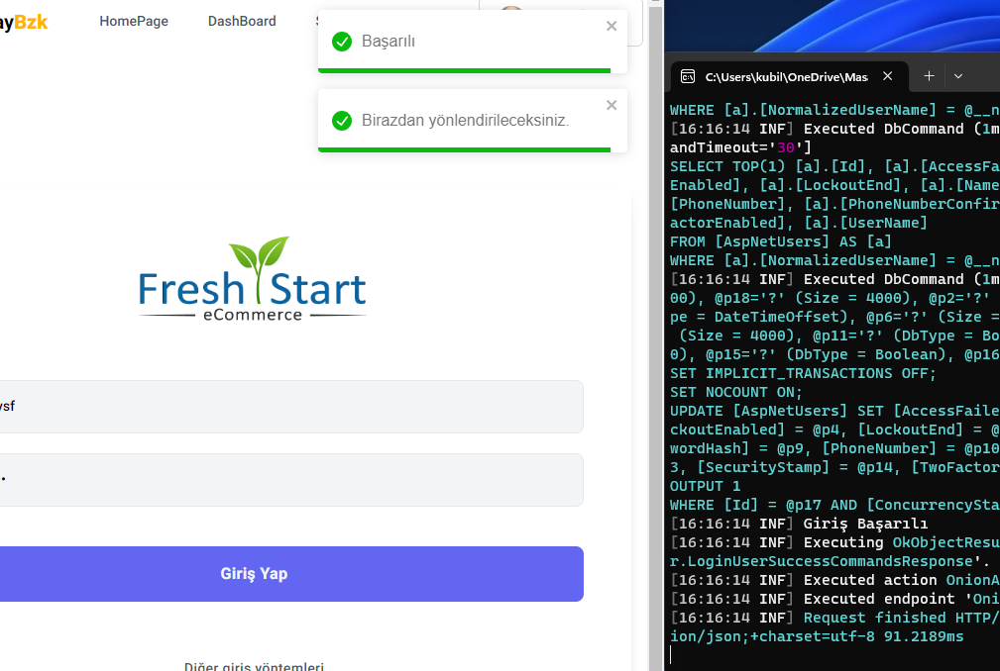 ayBzk
HomePage
DashBoard
Başarılı
Birazdan yönlendirileceksiniz.
Fresh Start
eCommerce
ysf
Giriş Yap
Diğer giriş yöntemleri
C:\Users\kubil\OneDrive\Mas
WHERE [a].[NormalizedUserName] = @__n
[16:16:14 INF] Executed DbCommand (1m
andTimeout='30']
SELECT TOP(1) [a].[Id], [a].[AccessFa
Enabled], [a].[LockoutEnd], [a].[Name
[PhoneNumber], [a].[PhoneNumberConfir
actorEnabled], [a].[UserName]
FROM [AspNetUsers] AS [a]
WHERE [a].[NormalizedUserName] = @__n
[16:16:14 INF] Executed DbCommand (1m
00), @p18='?' (Size = 4000), @p2='?'
pe = DateTimeOffset), @p6='?' (Size =
(Size = 4000), @p11='?' (DbType = Bo
0), @p15='?' (DbType = Boolean), @p16
SET IMPLICIT_TRANSACTIONS OFF;
SET NOCOUNT ON;
UPDATE [AspNetUsers] SET [AccessFaile
ckoutEnabled] = @p4, [LockoutEnd] = @
wordHash] = @p9, [PhoneNumber] = @p10
3, [SecurityStamp] = @p14, [TwoFactor
OUTPUT 1
WHERE [Id] = @p17 AND [ConcurrencySta
[16:16:14 INF] Giriş Başarılı
[16:16:14 INF] Executing OkObjectResu
r.LoginUserSuccessCommandsResponse'.
[16:16:14 INF] Executed action OnionA
[16:16:14 INF] Executed endpoint 'Oni
[16:16:14 INF] Request finished HTTP/
ion/json;+charset=utf-8 91.2189ms